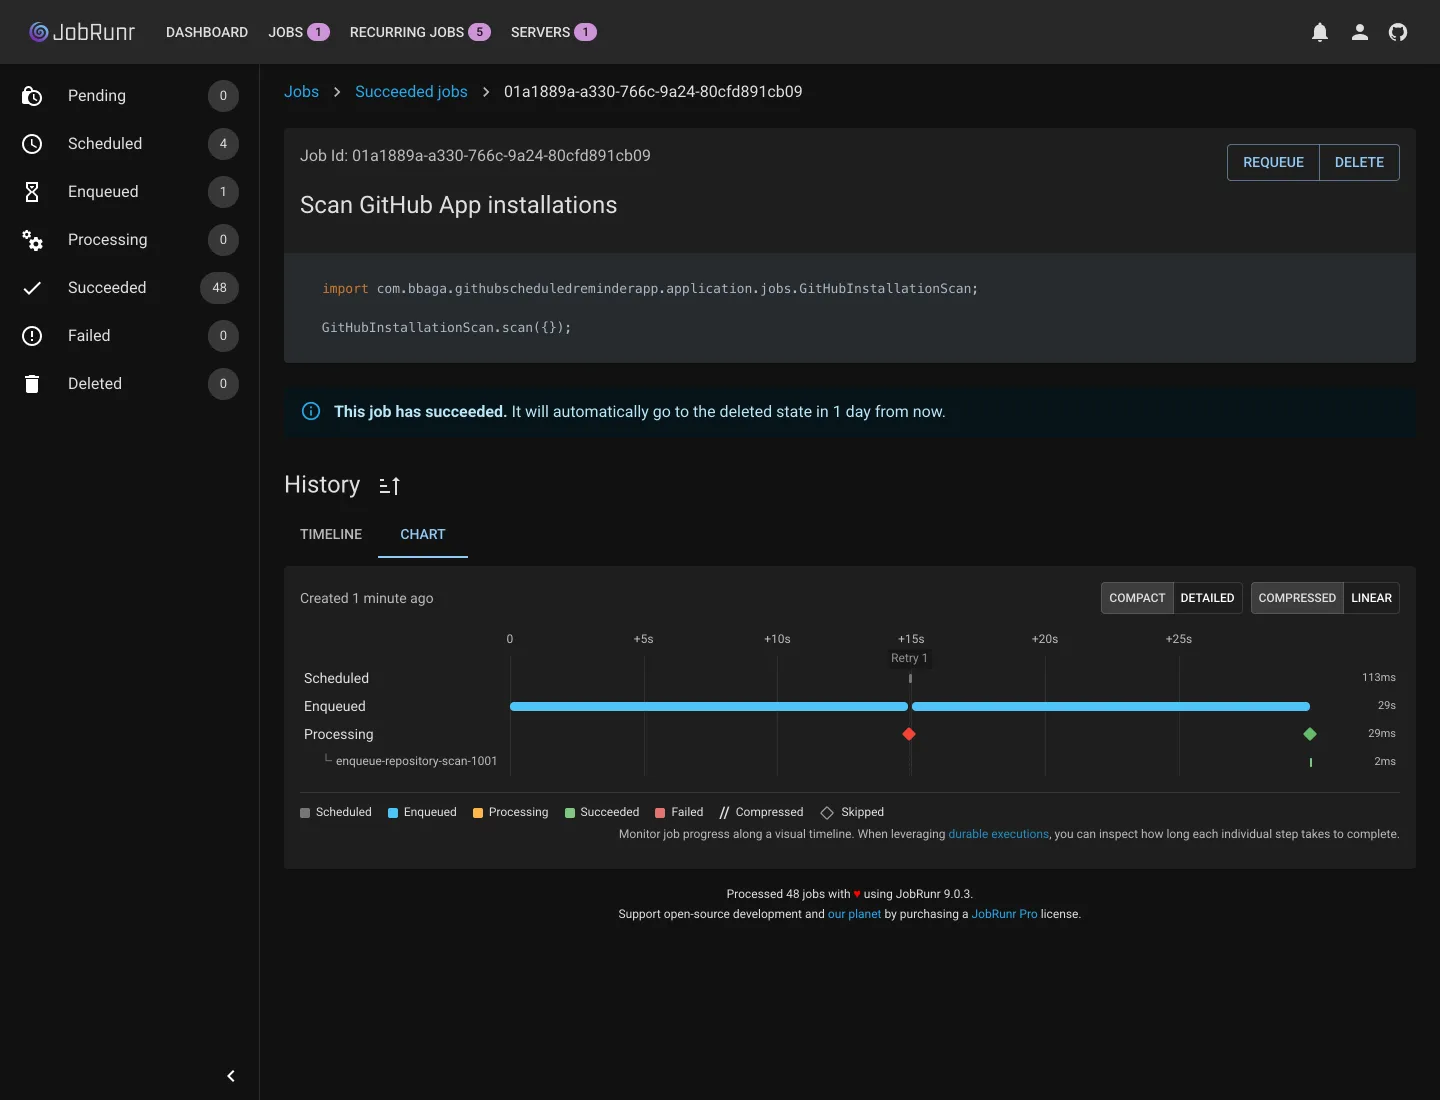 JobRunr DASHBOARD JOBS 1 RECURRING JOBS 5 SERVERS 1
Pending 0
Scheduled 4
Enqueued 1
Processing 0
Succeeded 48
Failed 0
Deleted 0
Jobs > Succeeded jobs > 01a1889a-a330-766c-9a24-80cfd891cb09
Job Id: 01a1889a-a330-766c-9a24-80cfd891cb09
REQUEUE DELETE
Scan GitHub App installations
import com.bbaga.githubscheduledreminderapp.application.jobs.GitHubInstallationScan;
GitHubInstallationScan.scan({});
This job has succeeded. It will automatically go to the deleted state in 1 day from now.
History
TIMELINE CHART
Created 1 minute ago
COMPACT DETAILED COMPRESSED LINEAR
0 +5s +10s +15s +20s +25s
Retry 1
Scheduled 113ms
Enqueued 29s
Processing 29ms
enqueue-repository-scan-1001 2ms
Scheduled Enqueued Processing Succeeded Failed Compressed Skipped
Monitor job progress along a visual timeline. When leveraging durable executions, you can inspect how long each individual step takes to complete.
Processed 48 jobs with ♥ using JobRunr 9.0.3.
Support open-source development and our planet by purchasing a JobRunr Pro license.